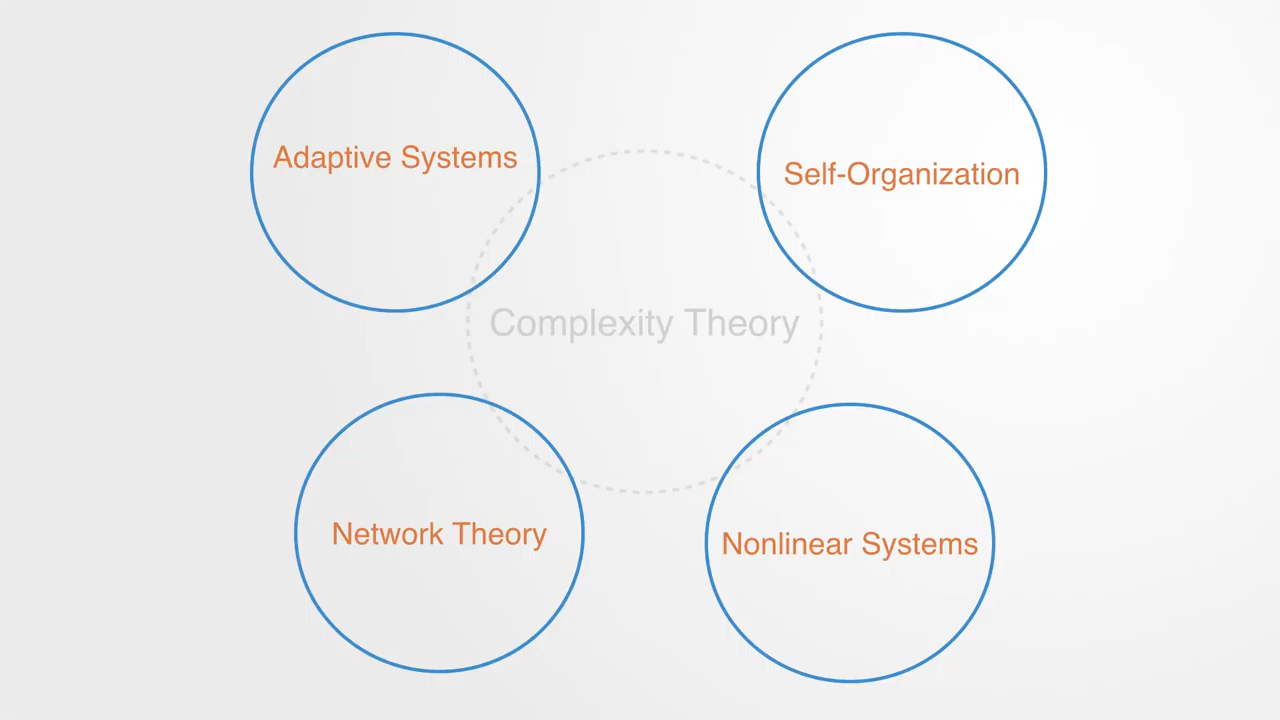 Adaptive Systems
Self-Organization
Complexity Theory
Network Theory
Nonlinear Systems